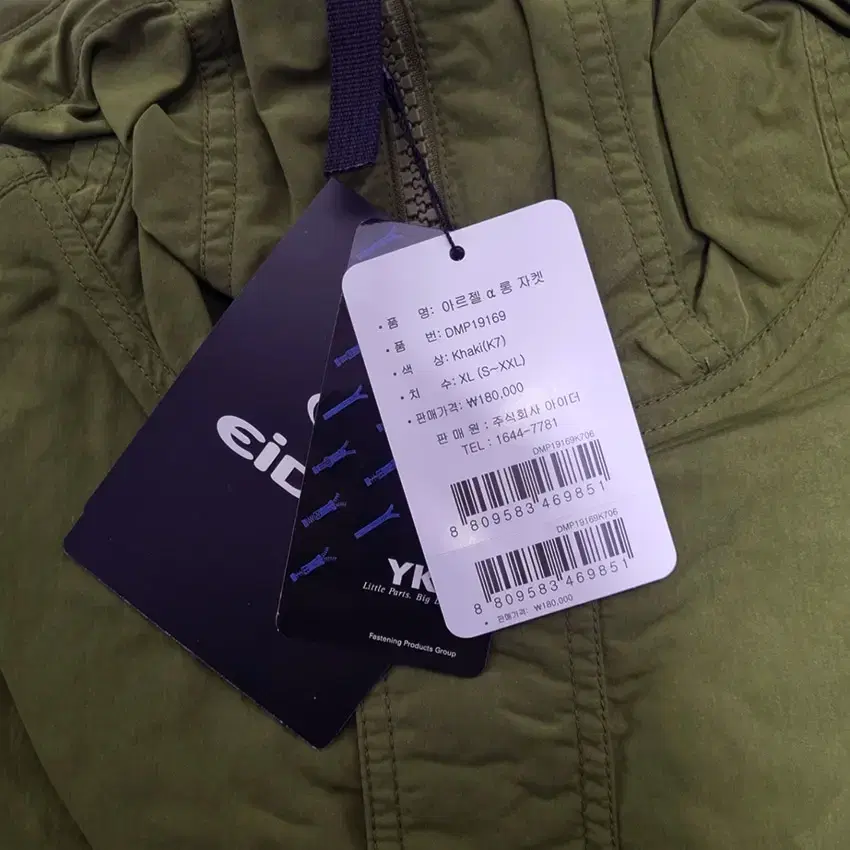 • 품 명: 아르젤 α 롱 자켓
• 품 번: DMP19169
• 색 상: Khaki(K7)
• 치 수: XL (S~XXL)
• 판매가격: ₩180,000
판 매 원 : 주식회사 아이더
TEL : 1644-7781
DMP19169K706
8 809583 469851
DMP19169K706
8 809583 469851
• 판매가격: ₩180,000
YK
Little Parts. Big
Fastening Products Group